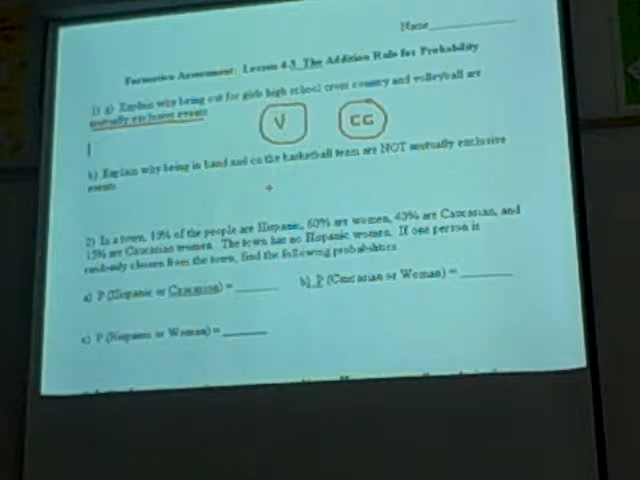 Name
Formative Assessment: Lesson 4-3 The Addition Rule for Probability
1) a) Explain why being out for girls high school cross country and volleyball are
mutually exclusive events
V CC
b) Explain why being in band and on the basketball team are NOT mutually exclusive
events
2) In a town, 10% of the people are Hispanic, 60% are women, 40% are Caucasian, and
15% are Caucasian women. The town has no Hispanic women. If one person is
randomly chosen from the town, find the following probabilities
a) P (Hispanic or Caucasian) = b) P (Caucasian or Woman) =
c) P (Hispanic or Woman) =